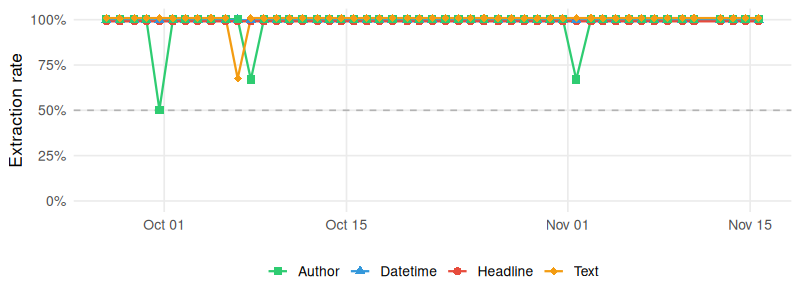 100%
75%
50%
25%
0%
Extraction rate
Oct 01
Oct 15
Nov 01
Nov 15
Author
Datetime
Headline
Text